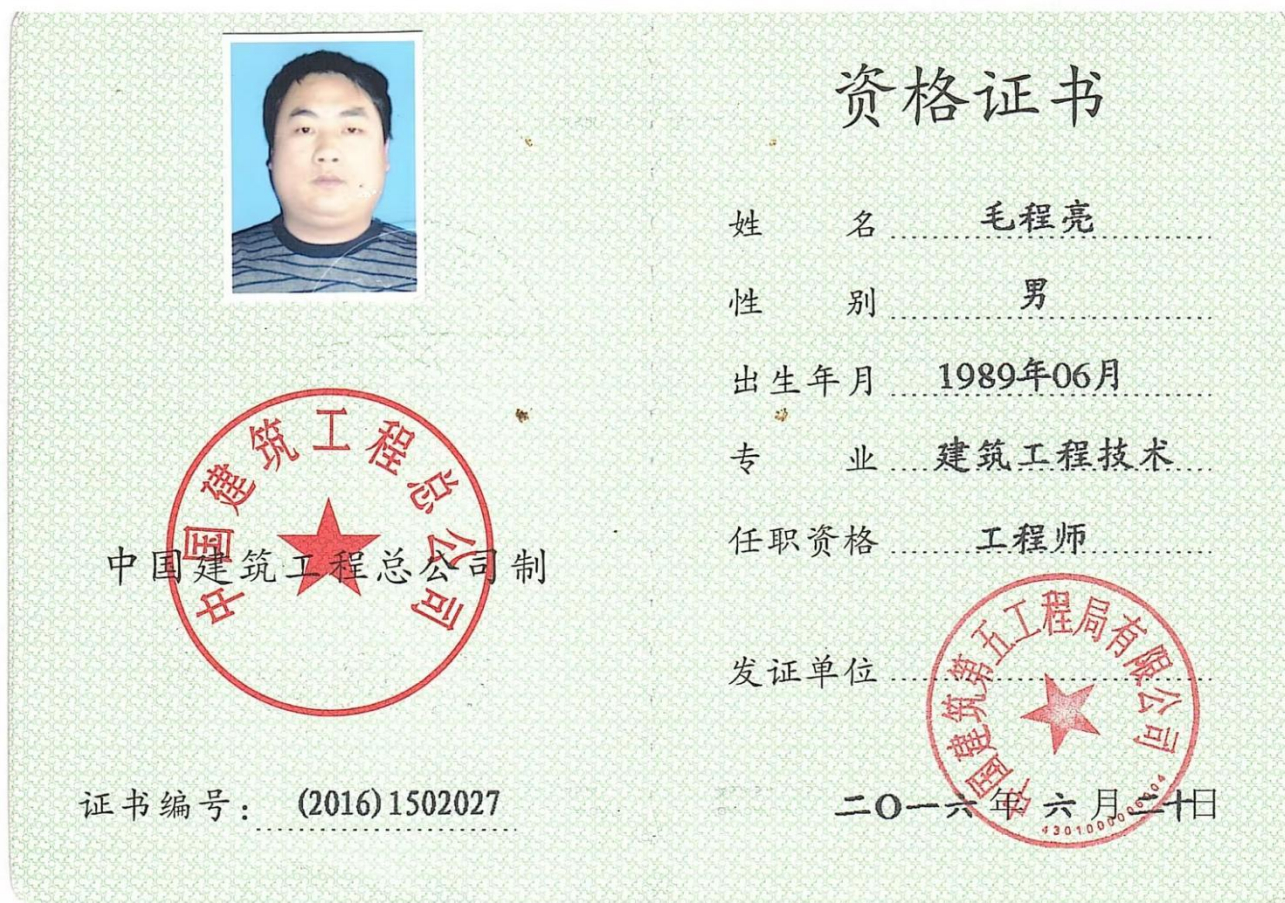 中国建筑工程总公司
中国建筑工程总公司制
证书编号: (2016)1502027
资格证书
姓 名 毛程亮
性 别 男
出生年月 1989年06月
专 业 建筑工程技术
任职资格 工程师
发证单位
中国建筑第五工程局有限公司
二〇一六年六月二十日